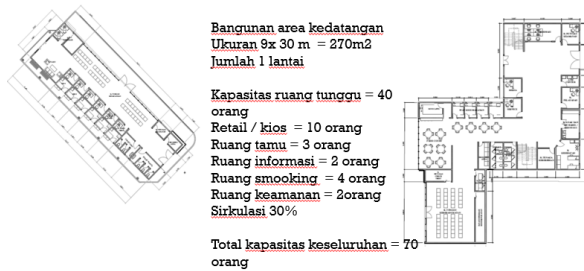 Bangunan area kedatangan
Ukuran 9x 30 m = 270m2
Jumlah 1 lantai
Kapasitas ruang tunggu = 40
orang
Retail / kios = 10 orang
Ruang tamu = 3 orang
Ruang informasi = 2 orang
Ruang smooking = 4 orang
Ruang keamanan = 2orang
Sirkulasi 30%
Total kapasitas keseluruhan = 70
orang